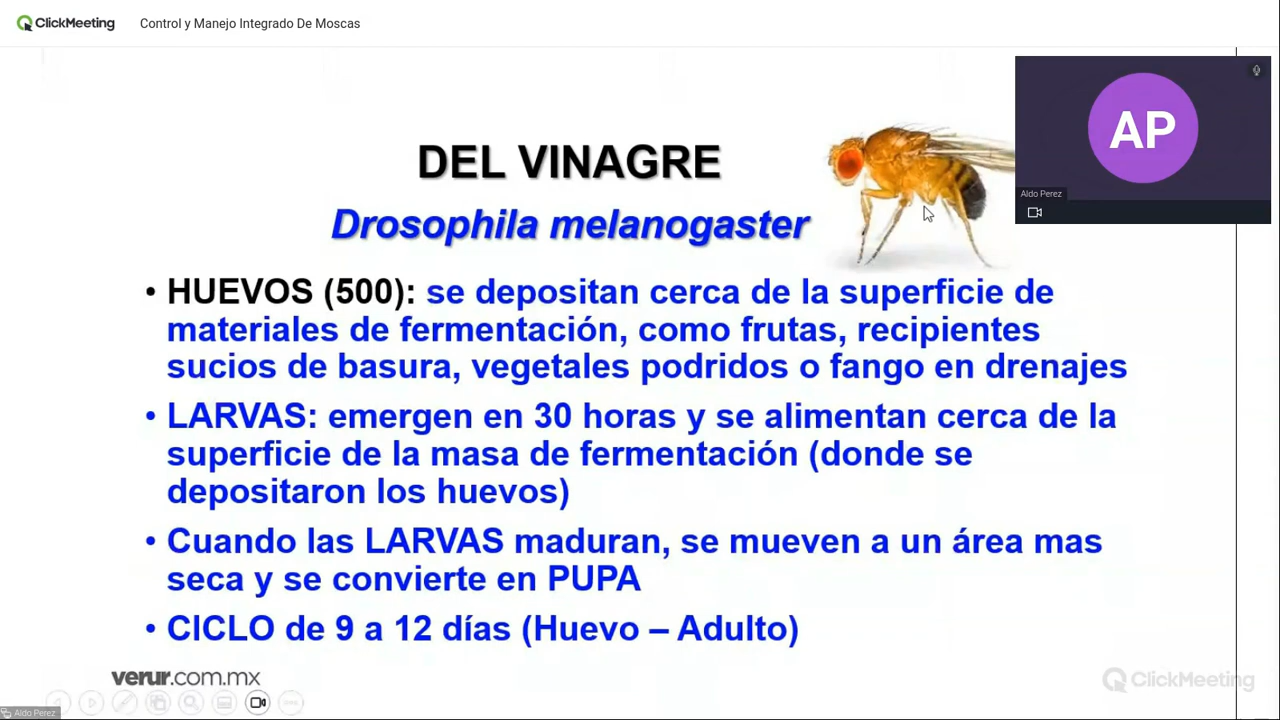 ClickMeeting Control y Manejo Integrado De Moscas
AP
Aldo Perez
DEL VINAGRE
Drosophila melanogaster
• HUEVOS (500): se depositan cerca de la superficie de
materiales de fermentación, como frutas, recipientes
sucios de basura, vegetales podridos o fango en drenajes
• LARVAS: emergen en 30 horas y se alimentan cerca de la
superficie de la masa de fermentación (donde se
depositaron los huevos)
• Cuando las LARVAS maduran, se mueven a un área mas
seca y se convierte en PUPA
• CICLO de 9 a 12 días (Huevo – Adulto)
verur.com.mx
ClickMeeting
Aldo Perez